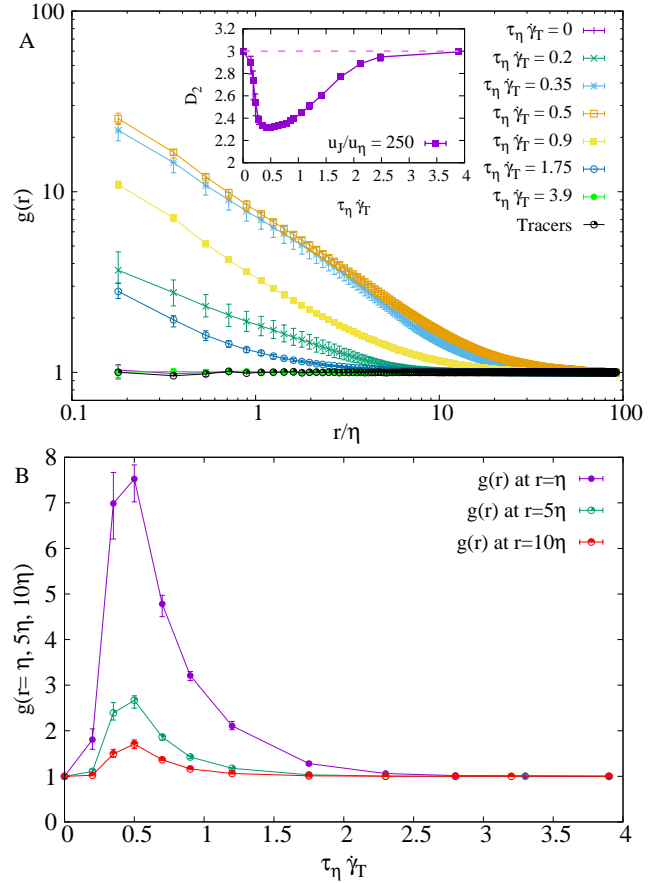 A
τη γ̇T = 0
τη γ̇T = 0.2
τη γ̇T = 0.35
τη γ̇T = 0.5
τη γ̇T = 0.9
τη γ̇T = 1.75
τη γ̇T = 3.9
Tracers
g(r)
100
10
1
0.1 1 10 100
r/η
D2
3
2.8
2.6
2.4
2.2
2
0 0.5 1 1.5 2 2.5 3 3.5 4
uJ/uη = 250
τη γ̇T
B
g(r) at r=η
g(r) at r=5η
g(r) at r=10η
g(r= η, 5η, 10η)
8
7
6
5
4
3
2
1
0
0 0.5 1 1.5 2 2.5 3 3.5 4
τη γ̇T